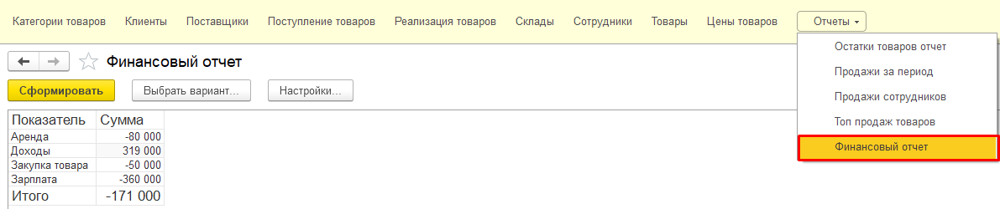 Категории товаров Клиенты Поставщики Поступление товаров Реализация товаров Склады Сотрудники Товары Цены товаров Отчеты
Остатки товаров отчет
Продажи за период
Продажи сотрудников
Топ продаж товаров
Финансовый отчет
Финансовый отчет
Сформировать Выбрать вариант... Настройки...
Показатель Сумма
Аренда -80 000
Доходы 319 000
Закупка товара -50 000
Зарплата -360 000
Итого -171 000